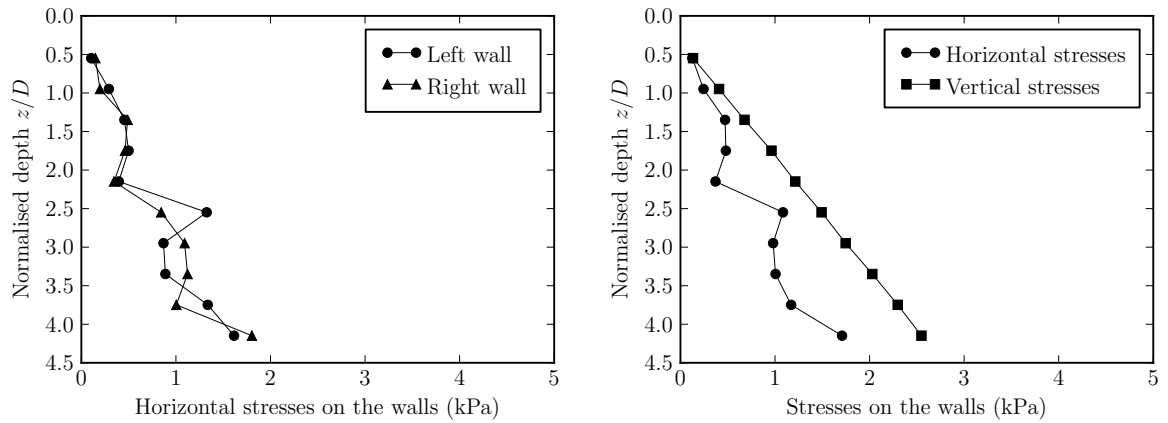 0.0
0.5
1.0
1.5
2.0
2.5
3.0
3.5
4.0
4.5
Normalised depth z/D
0 1 2 3 4 5
Horizontal stresses on the walls (kPa)
Left wall
Right wall
0.0
0.5
1.0
1.5
2.0
2.5
3.0
3.5
4.0
4.5
Normalised depth z/D
0 1 2 3 4 5
Stresses on the walls (kPa)
Horizontal stresses
Vertical stresses